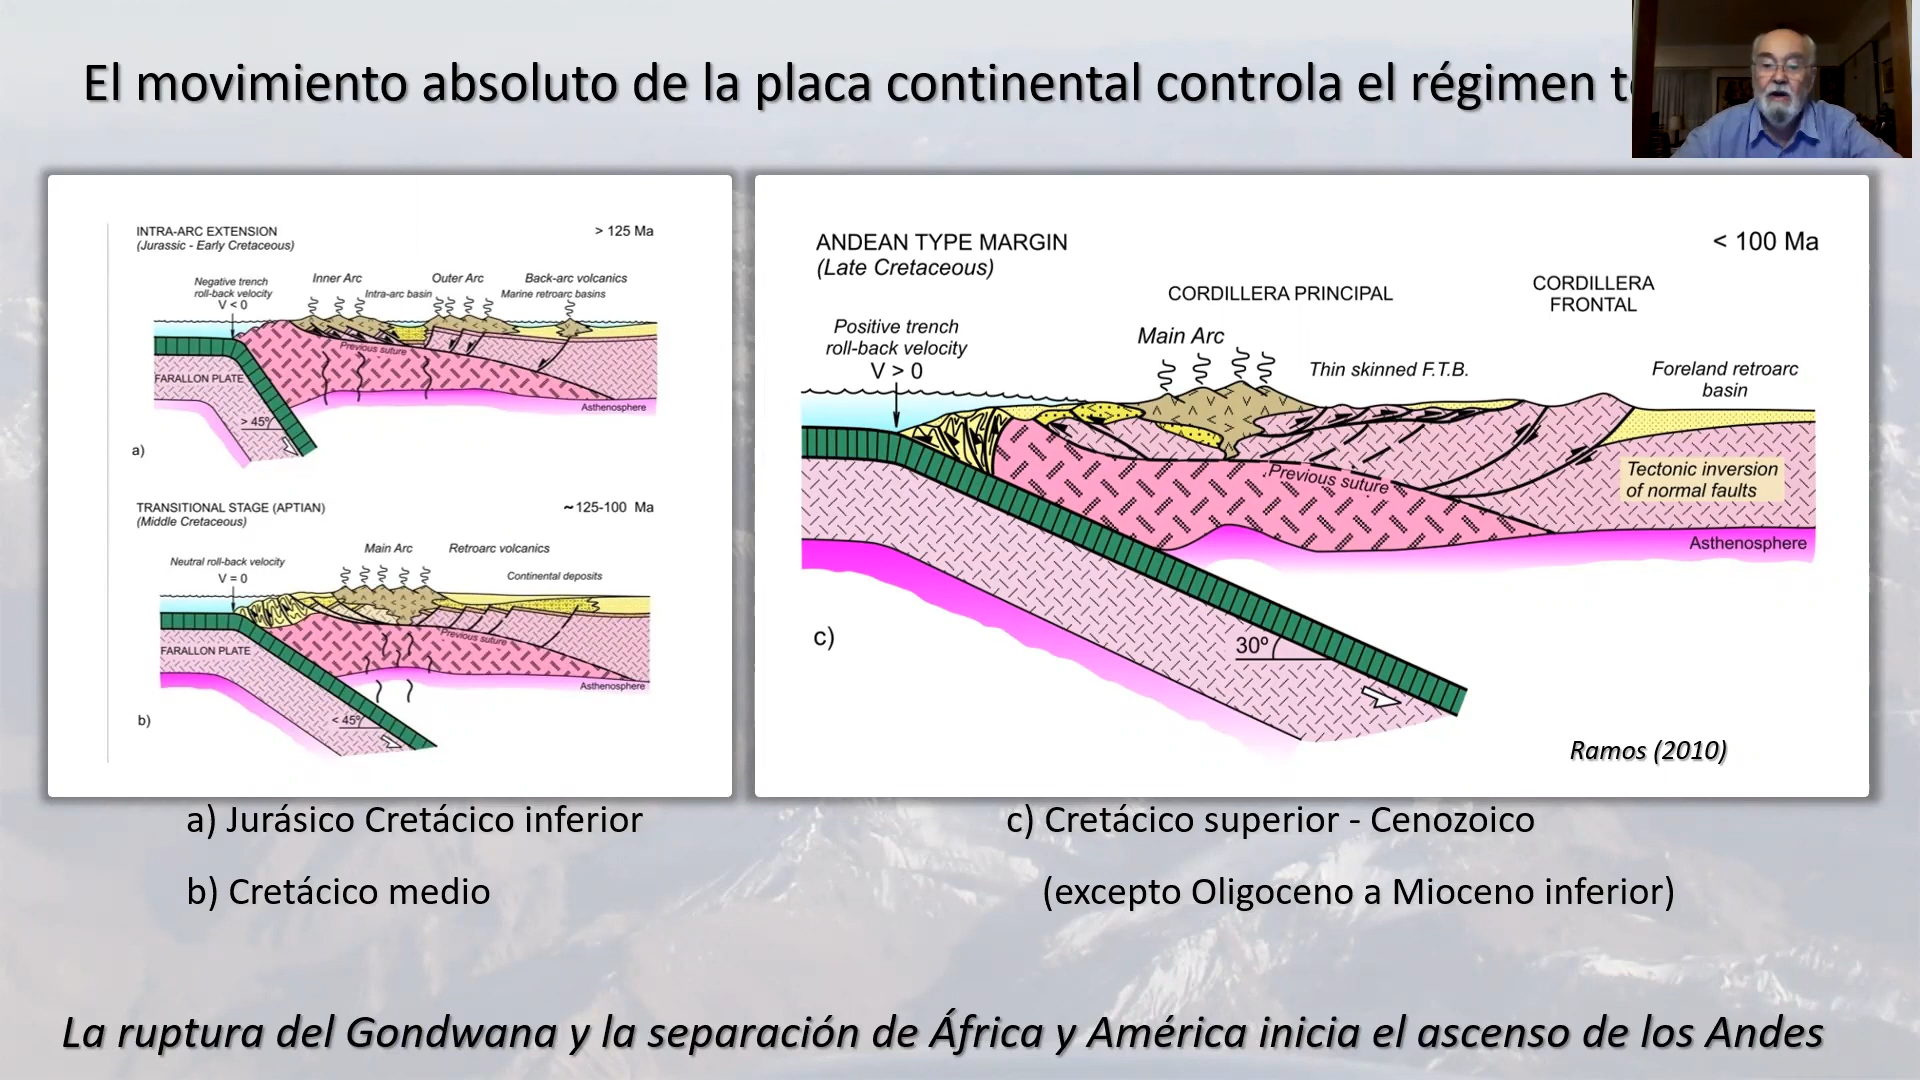 El movimiento absoluto de la placa continental controla el régimen
INTRA-ARC EXTENSION
(Jurassic - Early Cretaceous)
> 125 Ma
Negative trench
roll-back velocity
V < 0
Inner Arc
Intra-arc basin
Outer Arc
Back-arc volcanics
Marine retroarc basins
Previous suture
FARALLON PLATE
Asthenosphere
> 45º
a)
TRANSITIONAL STAGE (APTIAN)
(Middle Cretaceous)
~125-100 Ma
Neutral roll-back velocity
V = 0
Main Arc
Retroarc volcanics
Continental deposits
Previous suture
FARALLON PLATE
Asthenosphere
< 45º
b)
ANDEAN TYPE MARGIN
(Late Cretaceous)
< 100 Ma
CORDILLERA PRINCIPAL
CORDILLERA
FRONTAL
Positive trench
roll-back velocity
V > 0
Main Arc
Thin skinned F.T.B.
Foreland retroarc
basin
Previous suture
Tectonic inversion
of normal faults
Asthenosphere
30º
c)
Ramos (2010)
a) Jurásico Cretácico inferior
b) Cretácico medio
c) Cretácico superior - Cenozoico
(excepto Oligoceno a Mioceno inferior)
La ruptura del Gondwana y la separación de África y América inicia el ascenso de los Andes